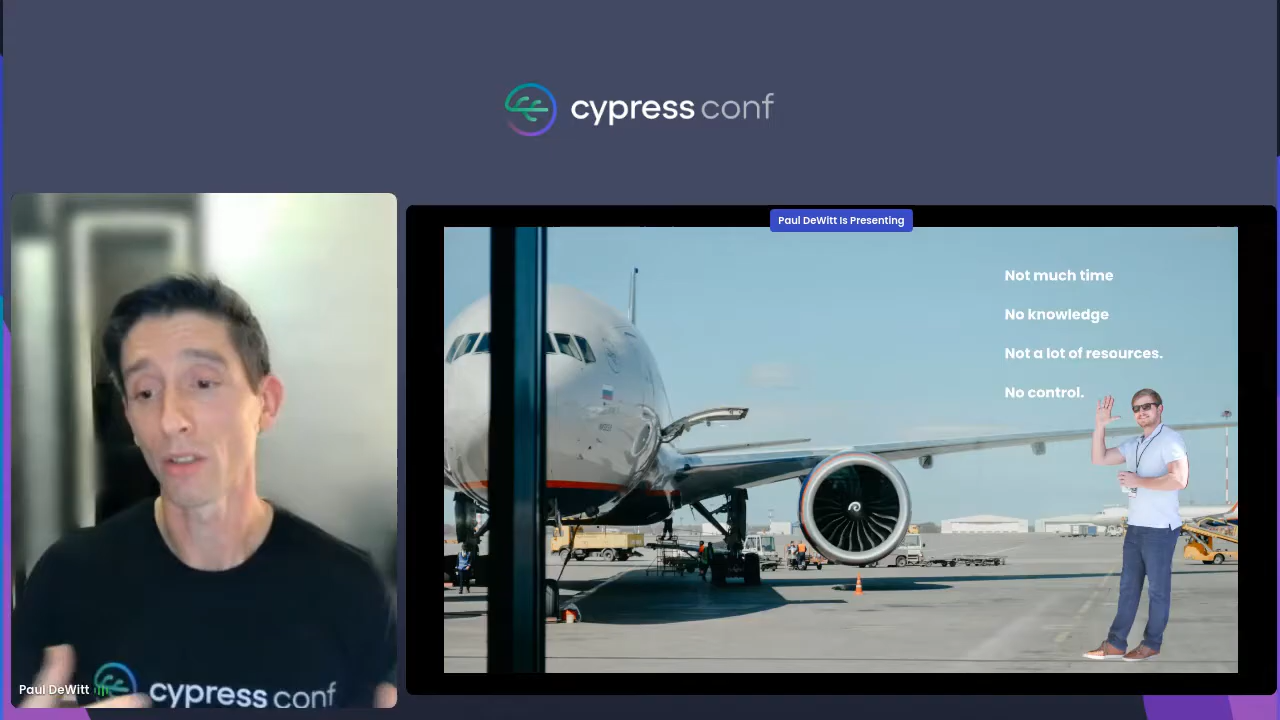 cypress conf
Paul DeWitt Is Presenting
Not much time
No knowledge
Not a lot of resources.
No control.
Paul DeWitt
cypress conf